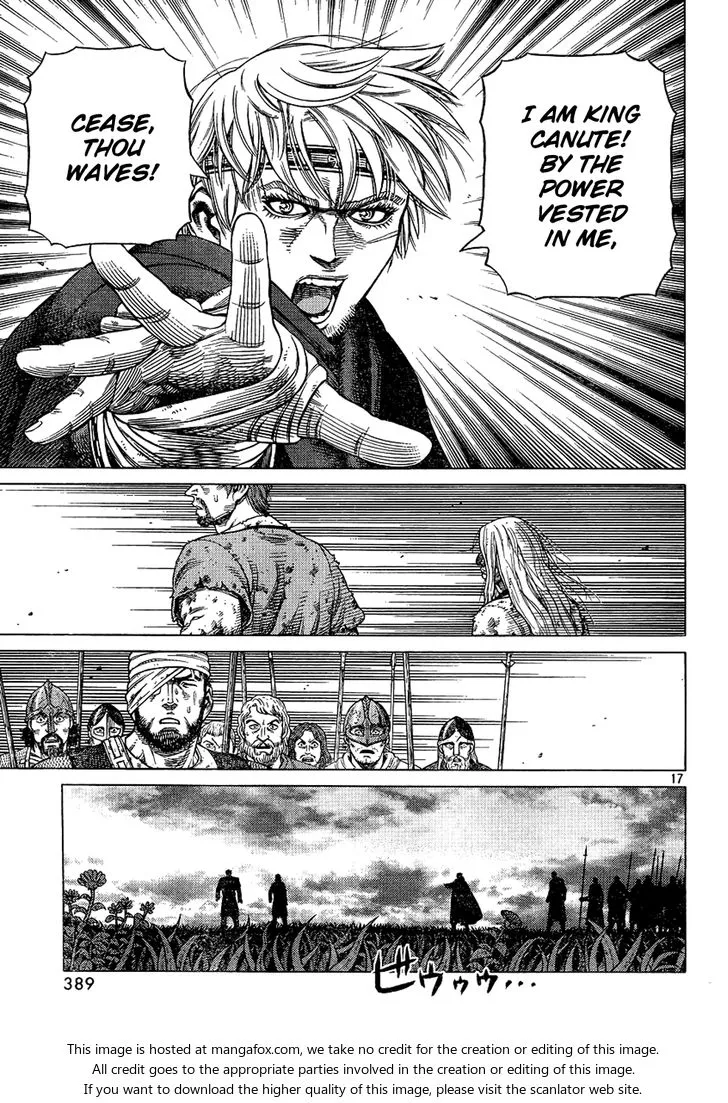 I AM KING
CANUTE!
BY THE
POWER
VESTED
IN ME,
CEASE,
THOU
WAVES!
17
389
ビュウゥゥ…
This image is hosted at mangafox.com, we take no credit for the creation or editing of this image.
All credit goes to the appropriate parties involved in the creation or editing of this image.
If you want to download the higher quality of this image, please visit the scanlator web site.